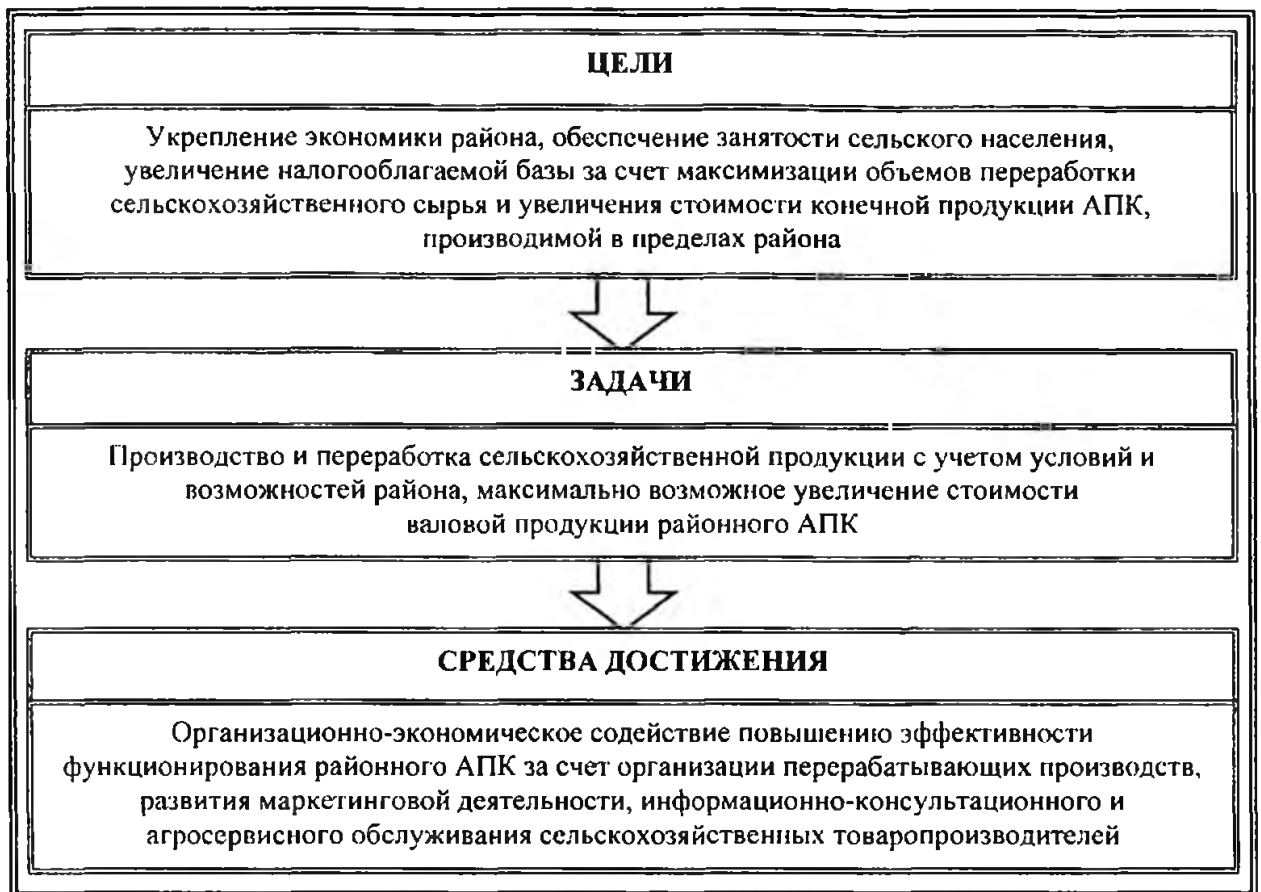 ЦЕЛИ
Укрепление экономики района, обеспечение занятости сельского населения,
увеличение налогооблагаемой базы за счет максимизации объемов переработки
сельскохозяйственного сырья и увеличения стоимости конечной продукции АПК,
производимой в пределах района
ЗАДАЧИ
Производство и переработка сельскохозяйственной продукции с учетом условий и
возможностей района, максимально возможное увеличение стоимости
валовой продукции районного АПК
СРЕДСТВА ДОСТИЖЕНИЯ
Организационно-экономическое содействие повышению эффективности
функционирования районного АПК за счет организации перерабатывающих производств,
развития маркетинговой деятельности, информационно-консультационного и
агросервисного обслуживания сельскохозяйственных товаропроизводителей